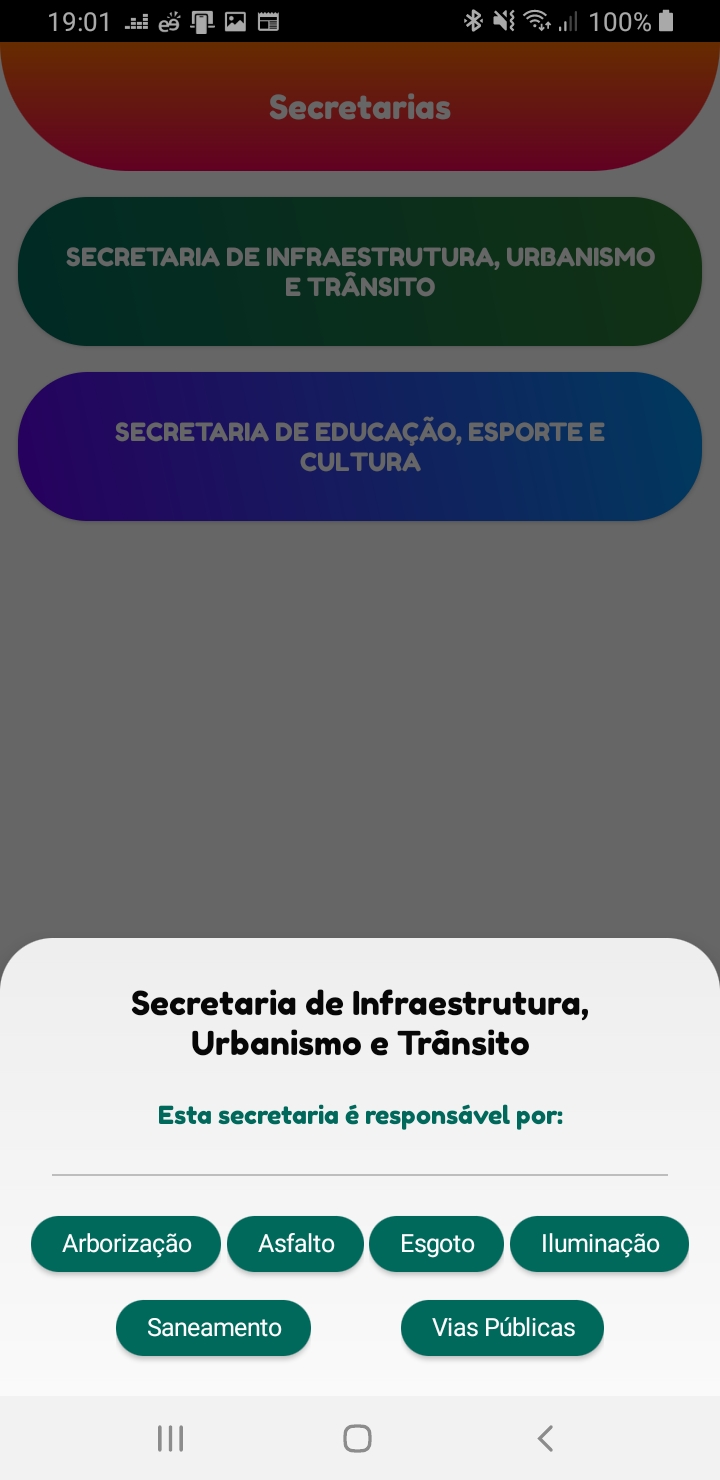 19:01
100%
Secretarias
SECRETARIA DE INFRAESTRUTURA, URBANISMO
E TRÂNSITO
SECRETARIA DE EDUCAÇÃO, ESPORTE E
CULTURA
Secretaria de Infraestrutura,
Urbanismo e Trânsito
Esta secretaria é responsável por:
Arborização Asfalto Esgoto Iluminação
Saneamento Vias Públicas